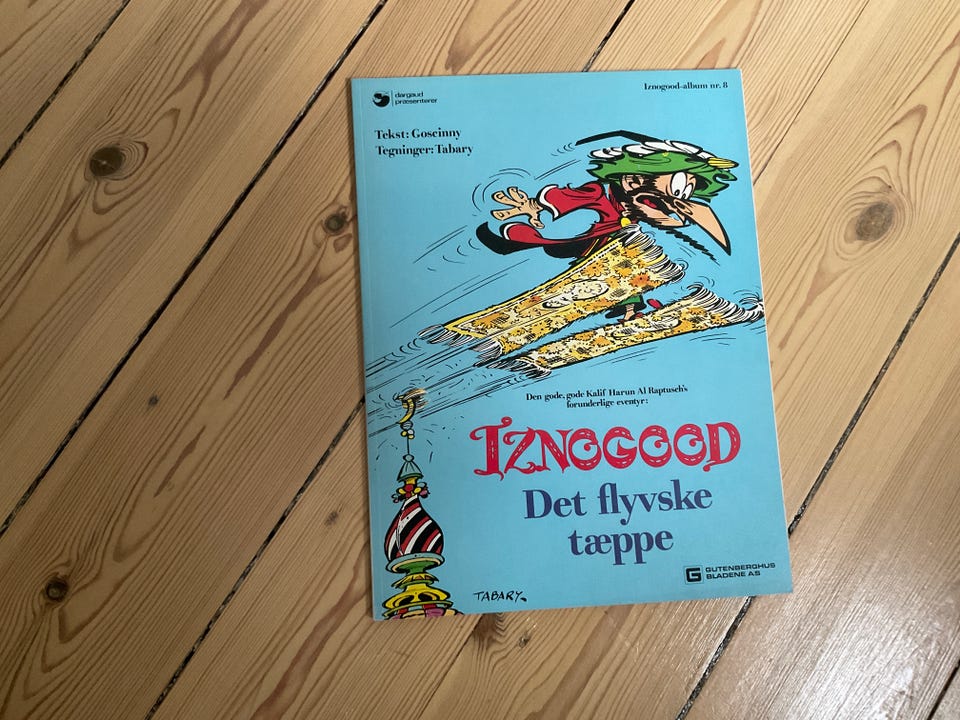 dargaud
præsenterer
Iznogood-album nr. 8
Tekst: Goscinny
Tegninger: Tabary
Den gode, gode Kalif Harun Al Raptusch's
forunderlige eventyr:
IZNOGOOD
Det flyvske
tæppe
G GUTENBERGHUS
BLADENE AS
TABARY